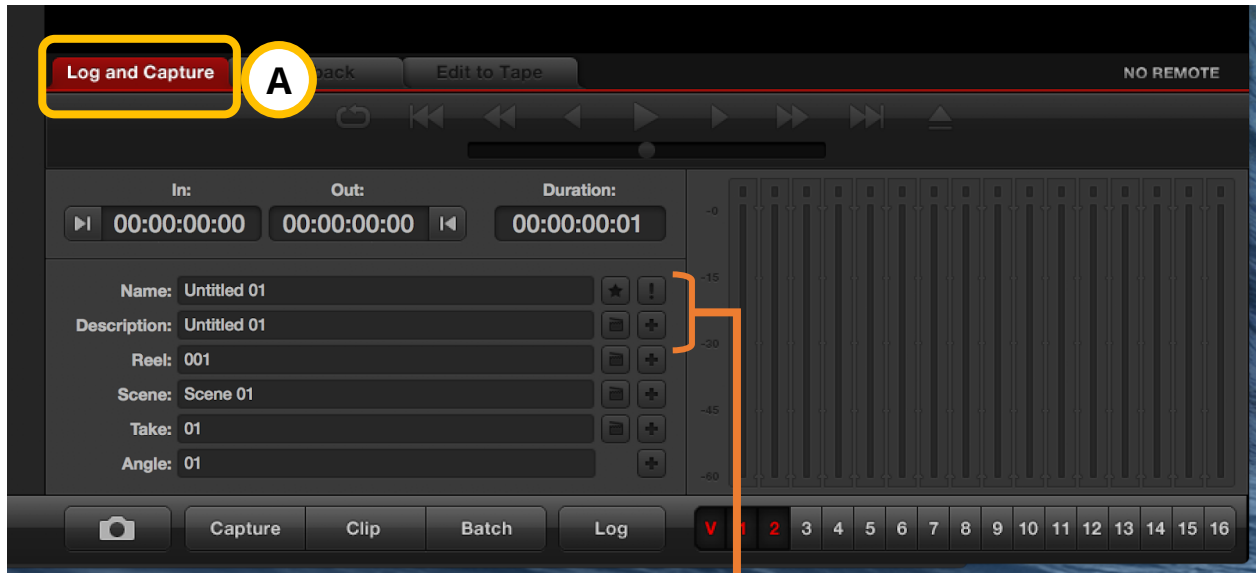 Log and Capture
A
back
Edit to Tape
NO REMOTE
In:
Out:
Duration:
00:00:00:00
00:00:00:00
00:00:00:01
Name: Untitled 01
Description: Untitled 01
Reel: 001
Scene: Scene 01
Take: 01
Angle: 01
-0
-15
-30
-45
-60
Capture
Clip
Batch
Log
V 1 2 3 4 5 6 7 8 9 10 11 12 13 14 15 16